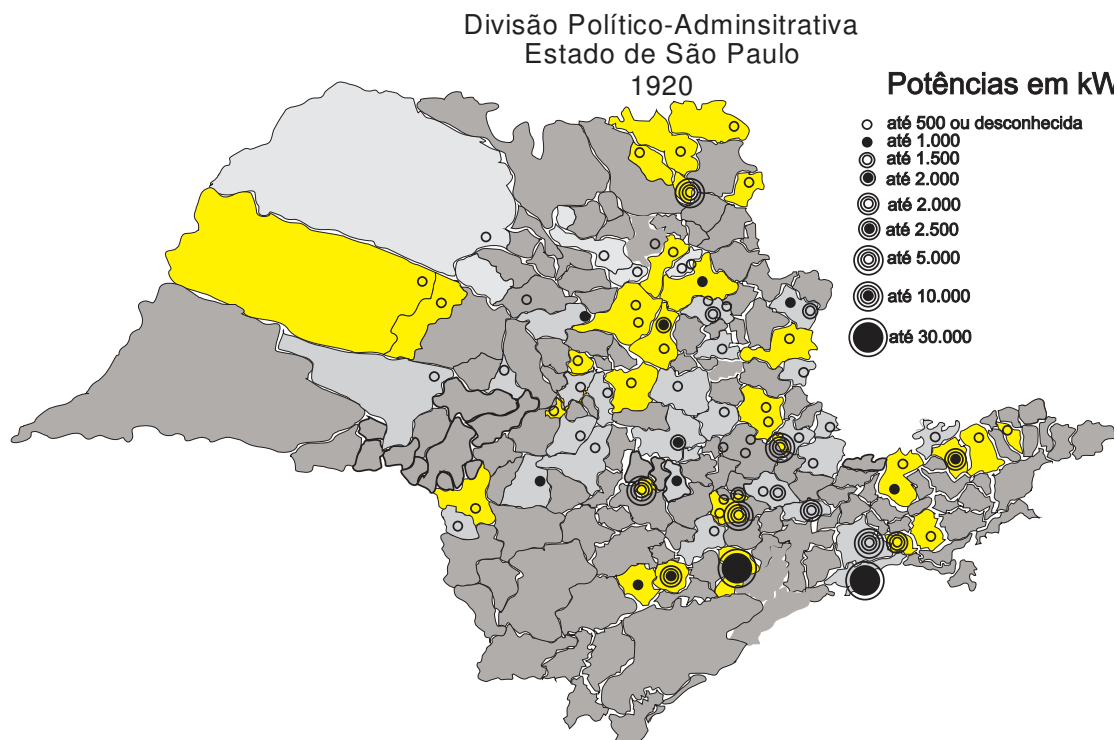 Divisão Político-Adminsitrativa
Estado de São Paulo
1920
Potências em kW
até 500 ou desconhecida
até 1.000
até 1.500
até 2.000
até 2.000
até 2.500
até 5.000
até 10.000
até 30.000